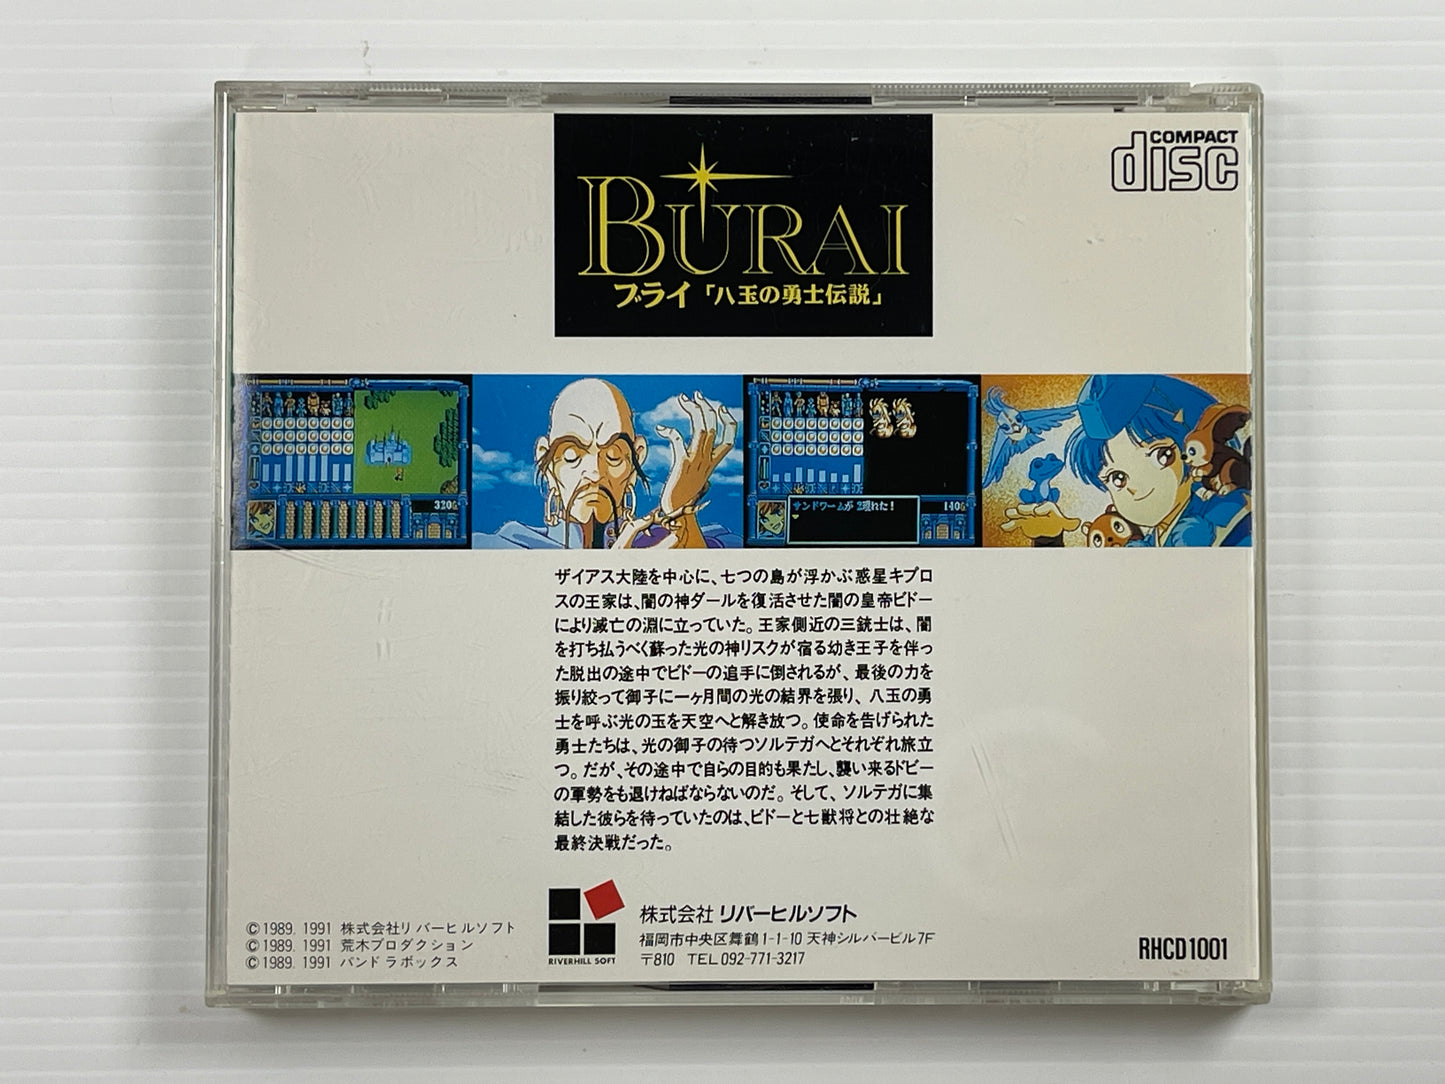 COMPACT
disc
BURAI
ブライ「八玉の勇士伝説」
320G
サンドワームが 2現れた!
140G
ザイアス大陸を中心に、七つの島が浮かぶ惑星キプロ
スの王家は、闇の神ダールを復活させた闇の皇帝ビドー
により滅亡の淵に立っていた。王家側近の三銃士は、闇
を打ち払うべく蘇った光の神リスクが宿る幼き王子を伴っ
た脱出の途中でビドーの追手に倒されるが、最後の力を
振り絞って御子に一ヶ月間の光の結界を張り、八玉の勇
士を呼ぶ光の玉を天空へと解き放つ。使命を告げられた
勇士たちは、光の御子の待つソルテガへとそれぞれ旅立
つ。だが、その途中で自らの目的も果たし、襲い来るドビー
の軍勢をも退けねばならないのだ。そして、ソルテガに集
結した彼らを待っていたのは、ビドーと七獣将との壮絶な
最終決戦だった。
©1989, 1991 株式会社リバーヒルソフト
©1989, 1991 荒木プロダクション
©1989, 1991 パンドラボックス
RIVERHILL SOFT
株式会社 リバーヒルソフト
福岡市中央区舞鶴1-1-10 天神シルバービル7F
〒810 TEL 092-771-3217
RHCD1001